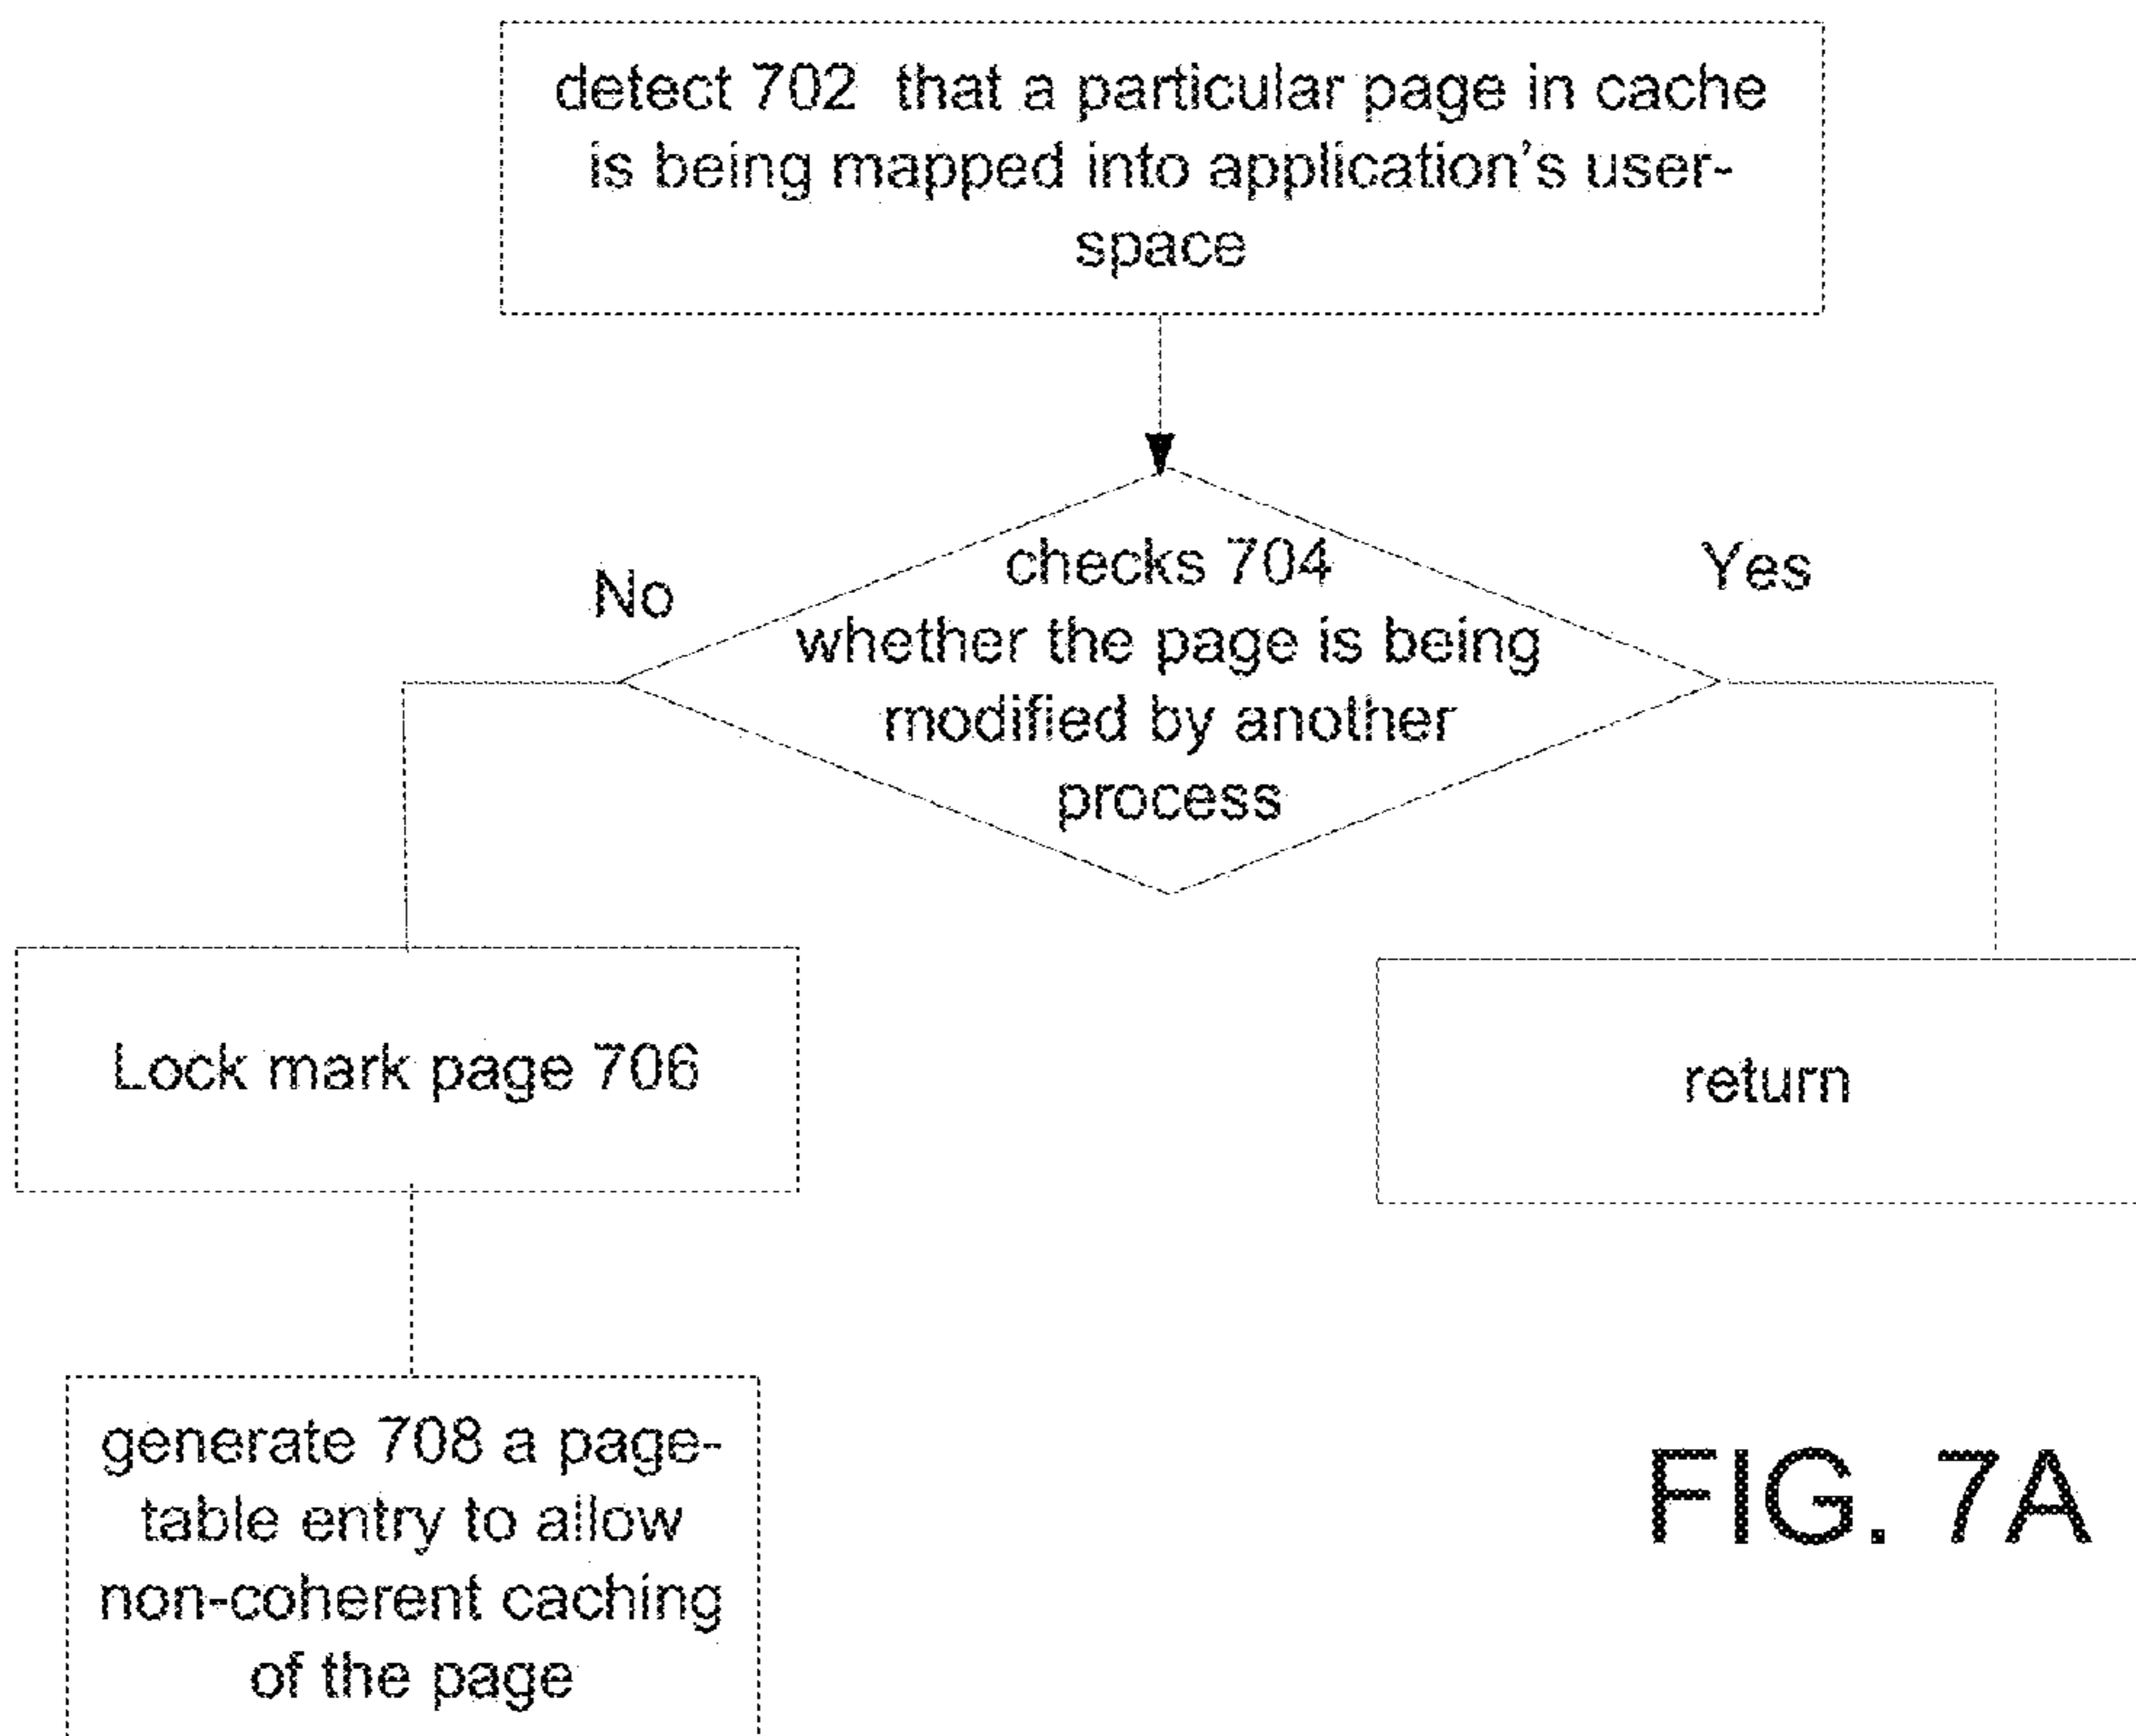 detect 702 that a particular page in cache
is being mapped into application's user-
space
checks 704
whether the page is being
modified by another
process
No
Yes
Lock mark page 706
return
generate 708 a page-
table entry to allow
non-coherent caching
of the page
FIG. 7A